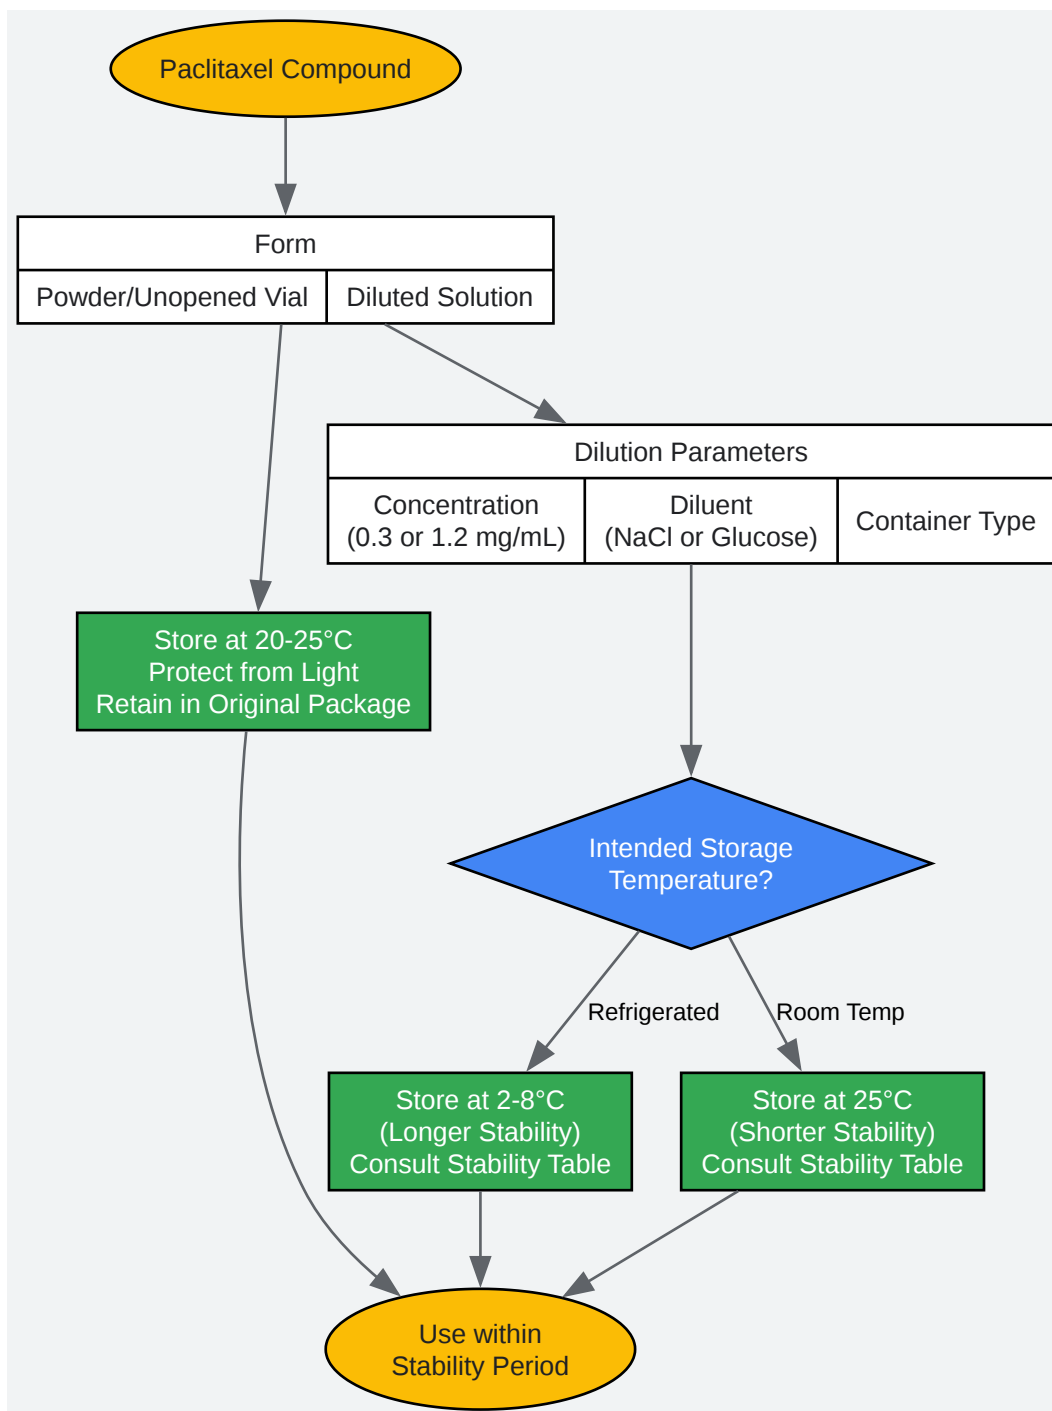 Paclitaxel Compound
Form
Powder/Unopened Vial
Diluted Solution
Dilution Parameters
Concentration
(0.3 or 1.2 mg/mL)
Diluent
(NaCl or Glucose)
Container Type
Store at 20-25°C
Protect from Light
Retain in Original Package
Intended Storage
Temperature?
Refrigerated
Room Temp
Store at 2-8°C
(Longer Stability)
Consult Stability Table
Store at 25°C
(Shorter Stability)
Consult Stability Table
Use within
Stability Period